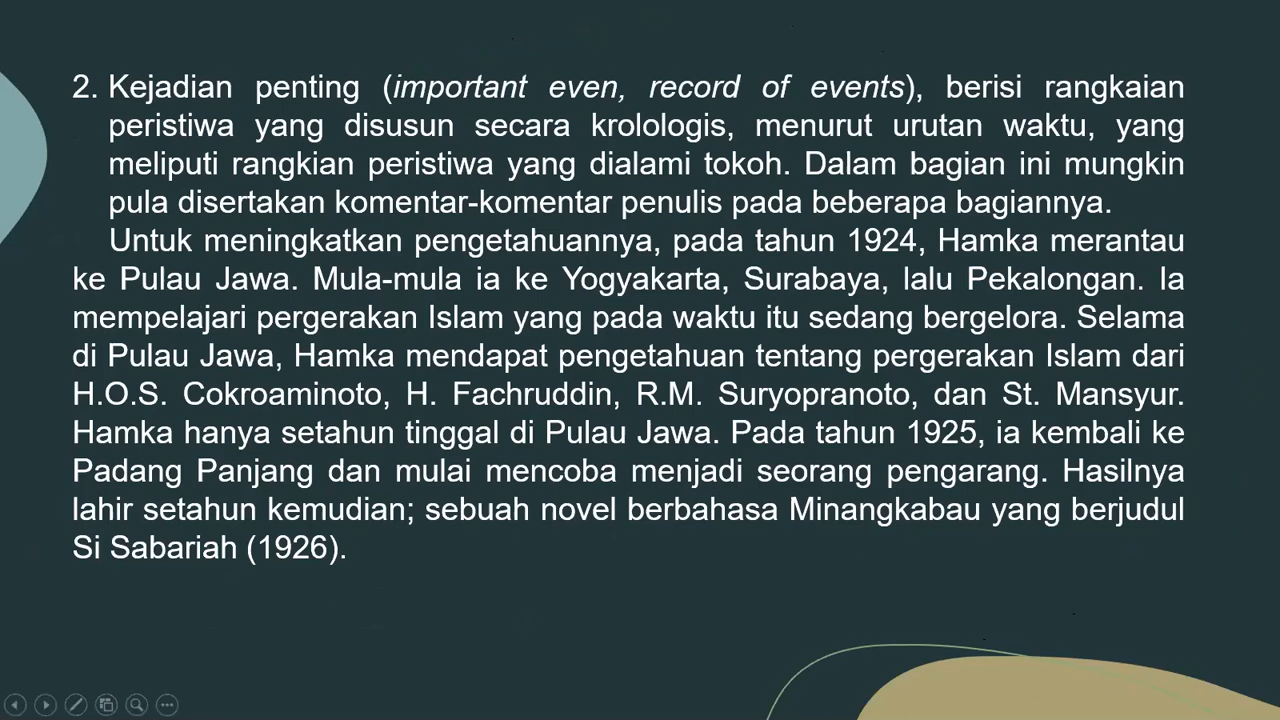 2. Kejadian penting (important even, record of events), berisi rangkaian
peristiwa yang disusun secara krolologis, menurut urutan waktu, yang
meliputi rangkian peristiwa yang dialami tokoh. Dalam bagian ini mungkin
pula disertakan komentar-komentar penulis pada beberapa bagiannya.
Untuk meningkatkan pengetahuannya, pada tahun 1924, Hamka merantau
ke Pulau Jawa. Mula-mula ia ke Yogyakarta, Surabaya, lalu Pekalongan. Ia
mempelajari pergerakan Islam yang pada waktu itu sedang bergelora. Selama
di Pulau Jawa, Hamka mendapat pengetahuan tentang pergerakan Islam dari
H.O.S. Cokroaminoto, H. Fachruddin, R.M. Suryopranoto, dan St. Mansyur.
Hamka hanya setahun tinggal di Pulau Jawa. Pada tahun 1925, ia kembali ke
Padang Panjang dan mulai mencoba menjadi seorang pengarang. Hasilnya
lahir setahun kemudian; sebuah novel berbahasa Minangkabau yang berjudul
Si Sabariah (1926).